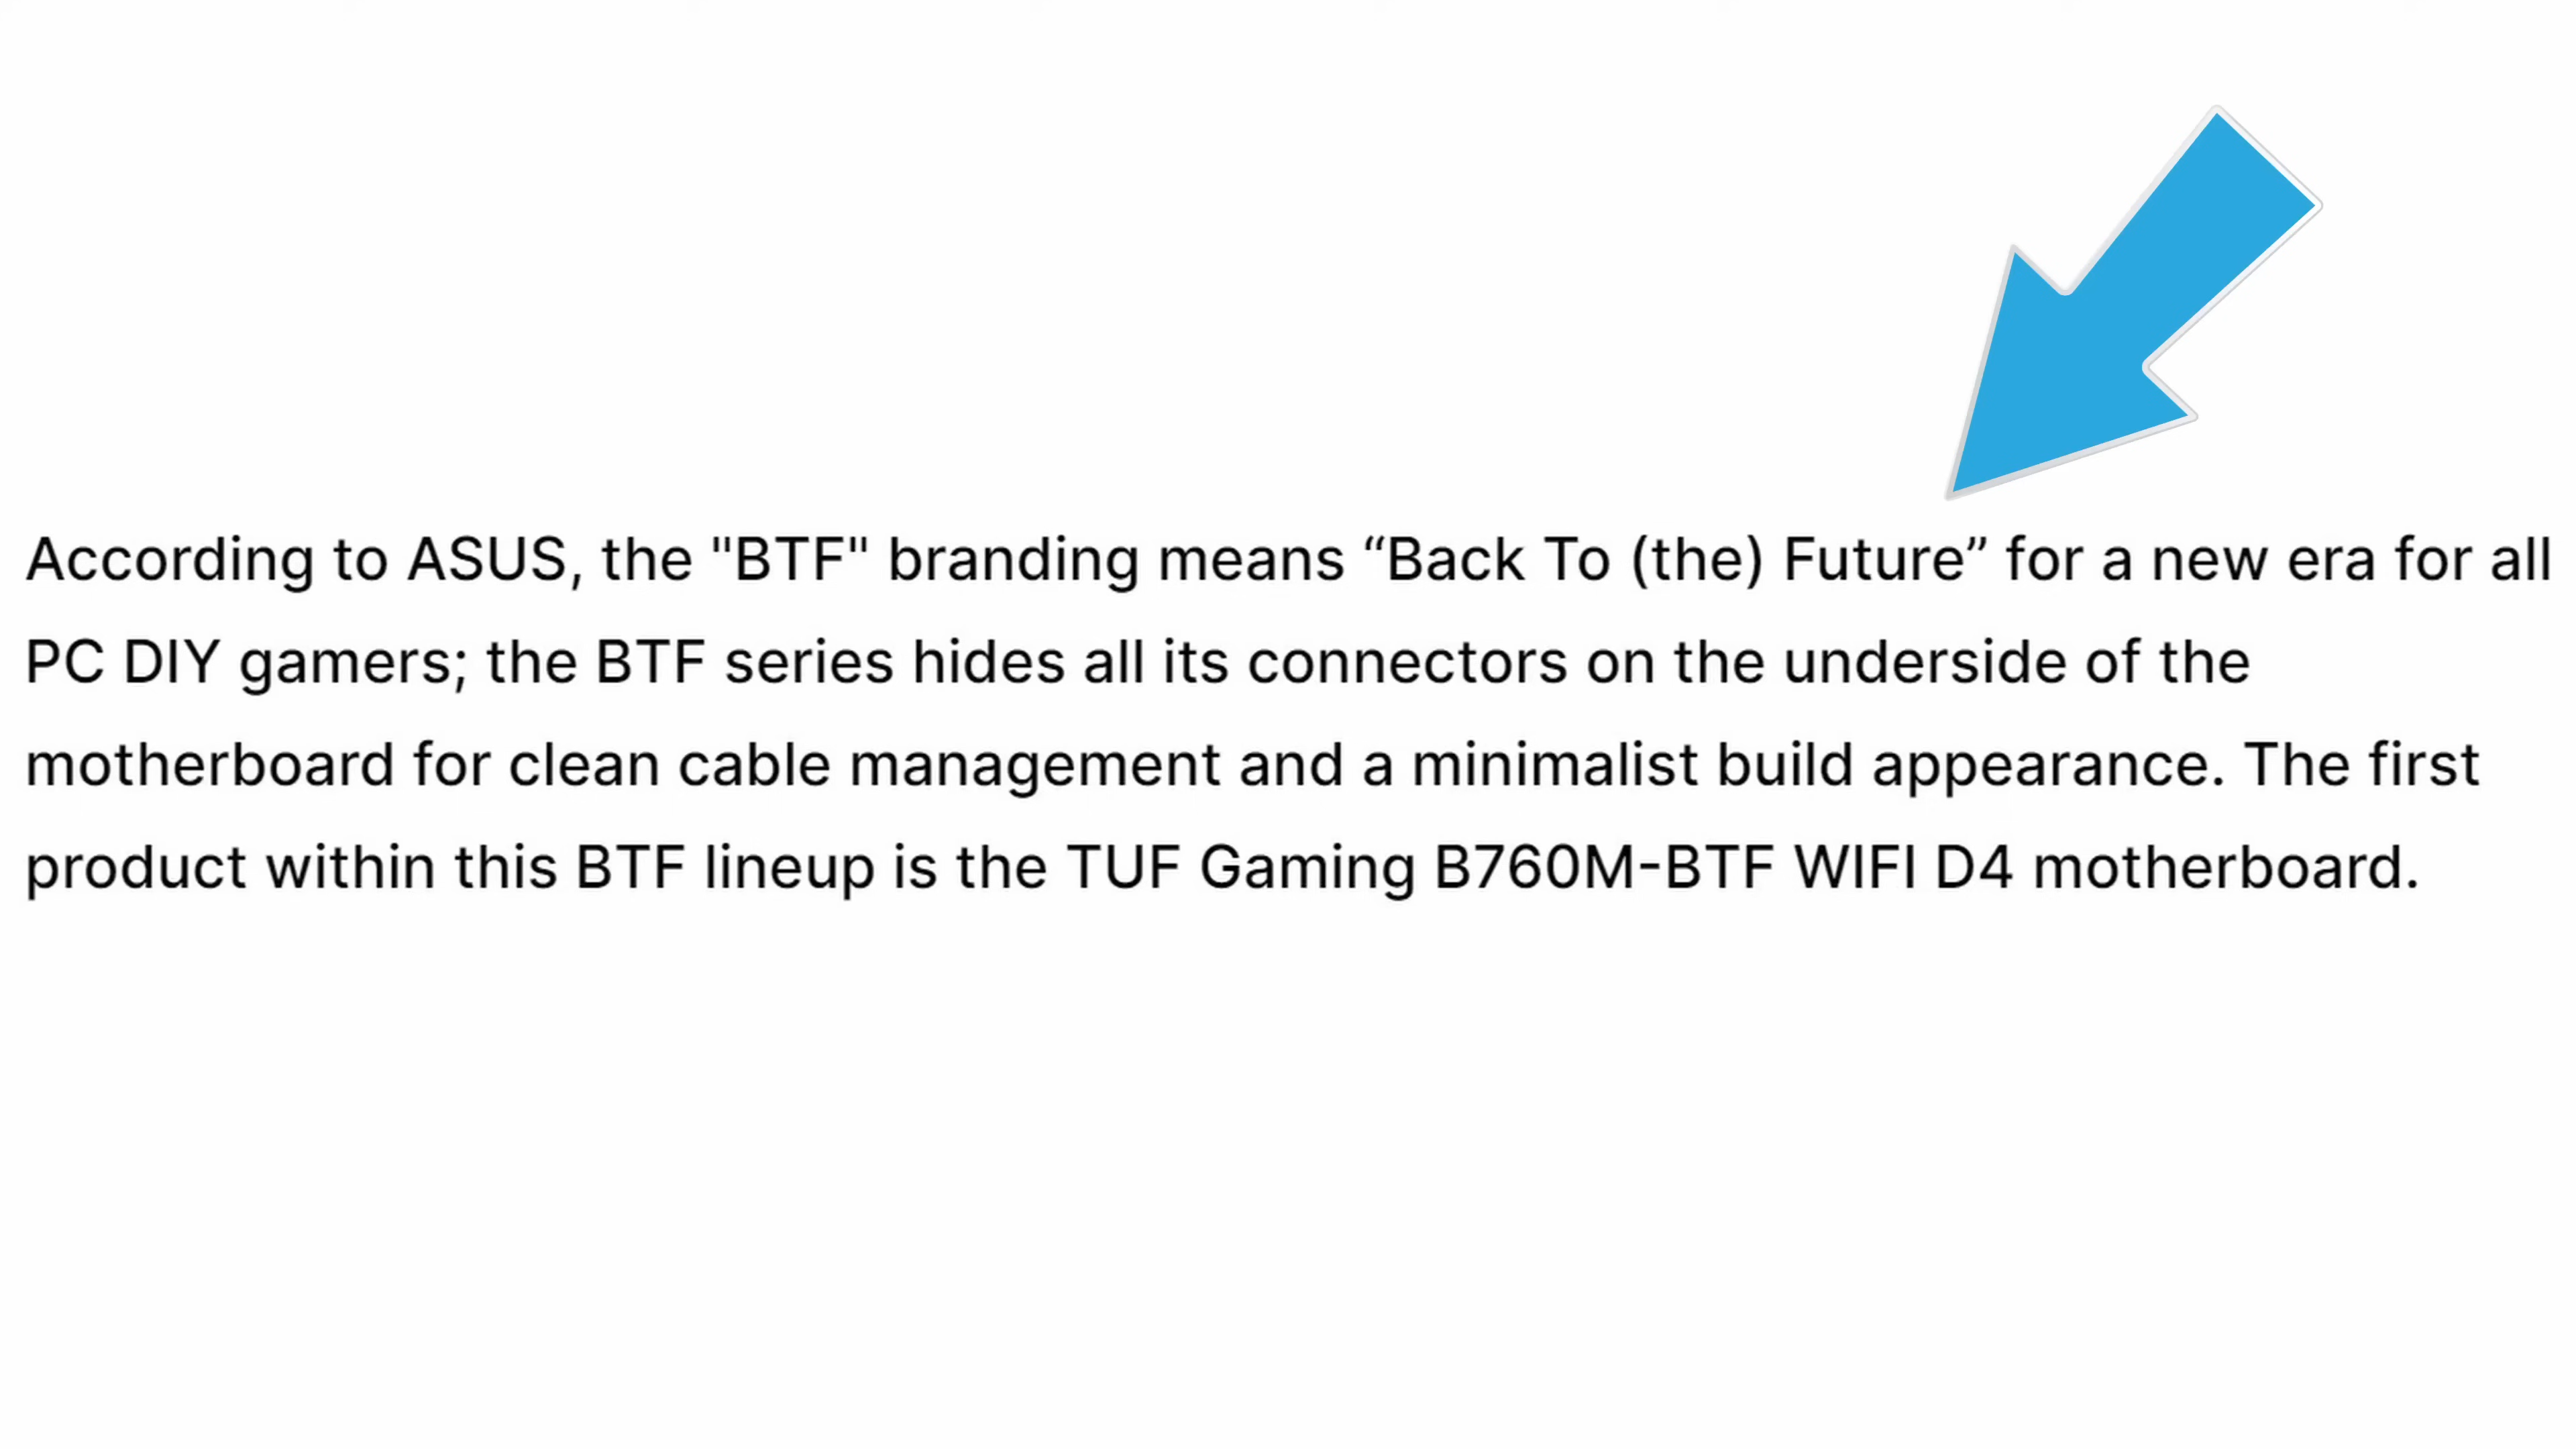 According to ASUS, the "BTF" branding means “Back To (the) Future” for a new era for all
PC DIY gamers; the BTF series hides all its connectors on the underside of the
motherboard for clean cable management and a minimalist build appearance. The first
product within this BTF lineup is the TUF Gaming B760M-BTF WIFI D4 motherboard.